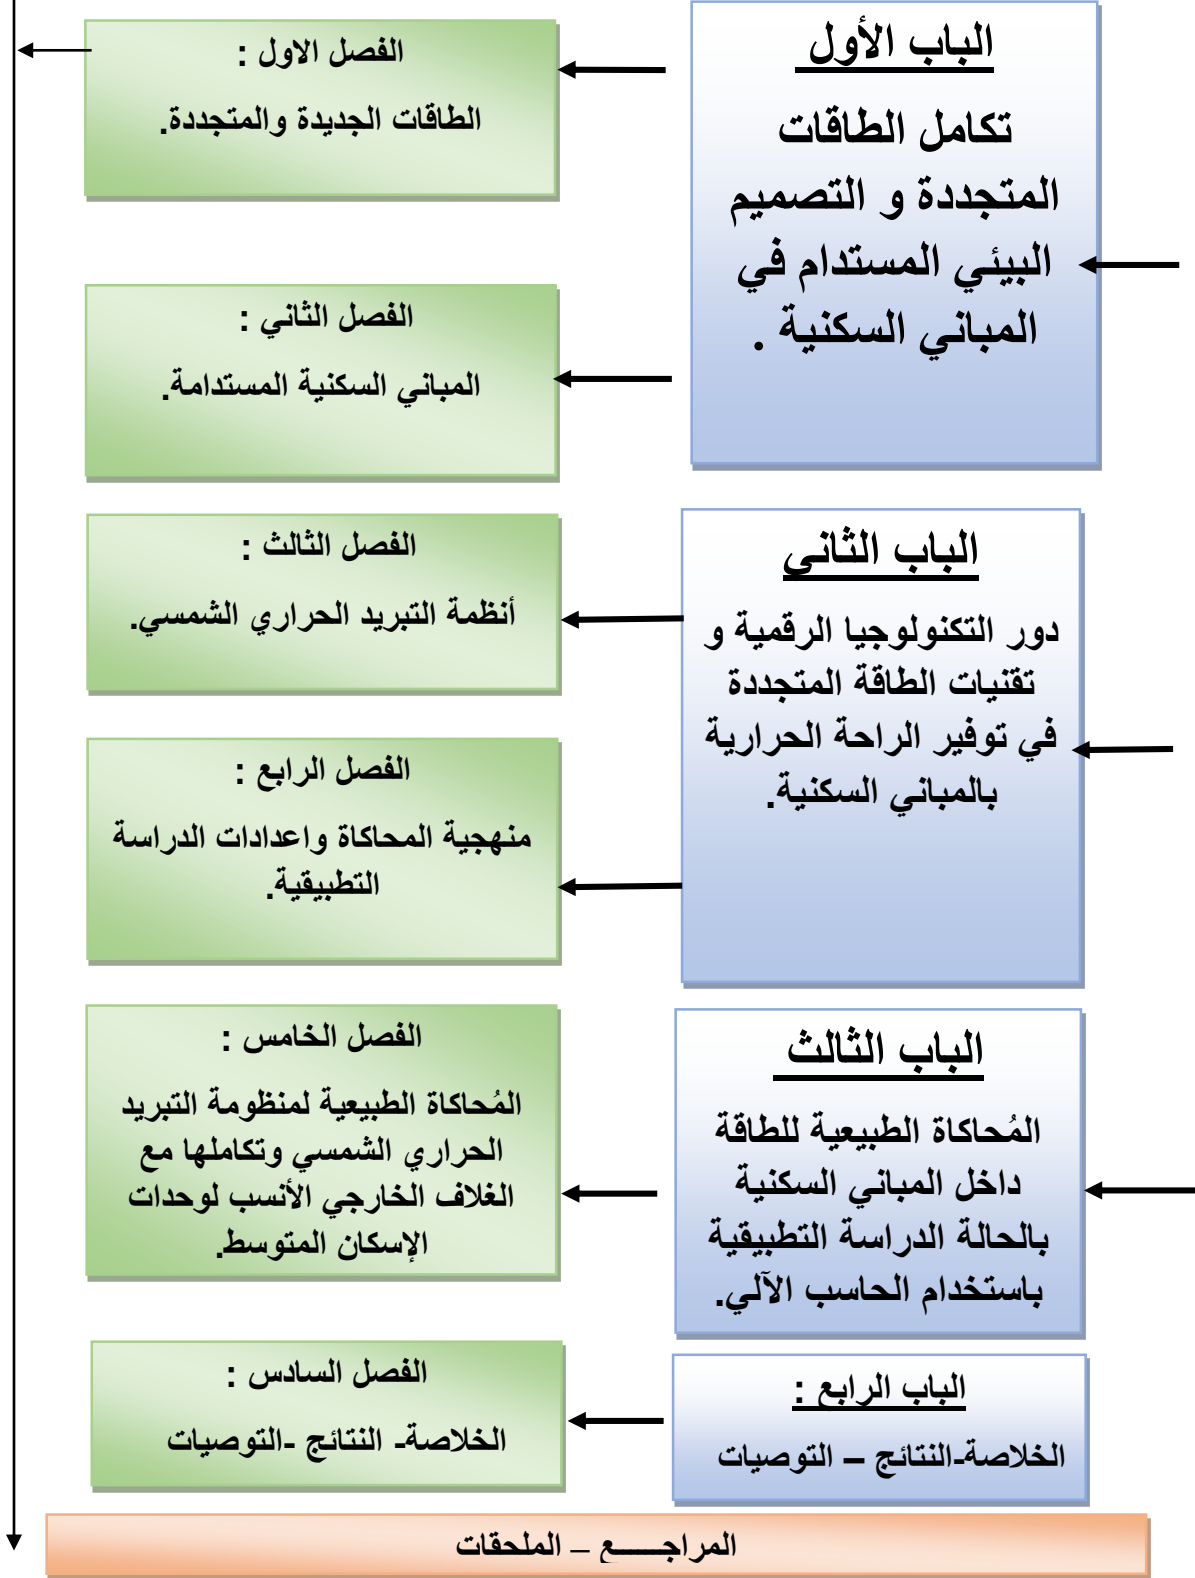 الباب الأول
تكامل الطاقات
المتجددة و التصميم
البيئي المستدام في
المباني السكنية .
الفصل الاول :
الطاقات الجديدة والمتجددة.
الفصل الثاني :
المباني السكنية المستدامة.
الباب الثاني
دور التكنولوجيا الرقمية و
تقنيات الطاقة المتجددة
في توفير الراحة الحرارية
بالمباني السكنية.
الفصل الثالث :
أنظمة التبريد الحراري الشمسي.
الفصل الرابع :
منهجية المحاكاة واعدادات الدراسة
التطبيقية.
الباب الثالث
المُحاكاة الطبيعية للطاقة
داخل المباني السكنية
بالحالة الدراسة التطبيقية
باستخدام الحاسب الآلي.
الفصل الخامس :
المُحاكاة الطبيعية لمنظومة التبريد
الحراري الشمسي وتكاملها مع
الغلاف الخارجي الأنسب لوحدات
الإسكان المتوسط.
الباب الرابع :
الخلاصة-النتائج – التوصيات
الفصل السادس :
الخلاصة- النتائج -التوصيات
المراجـــــع – الملحقات